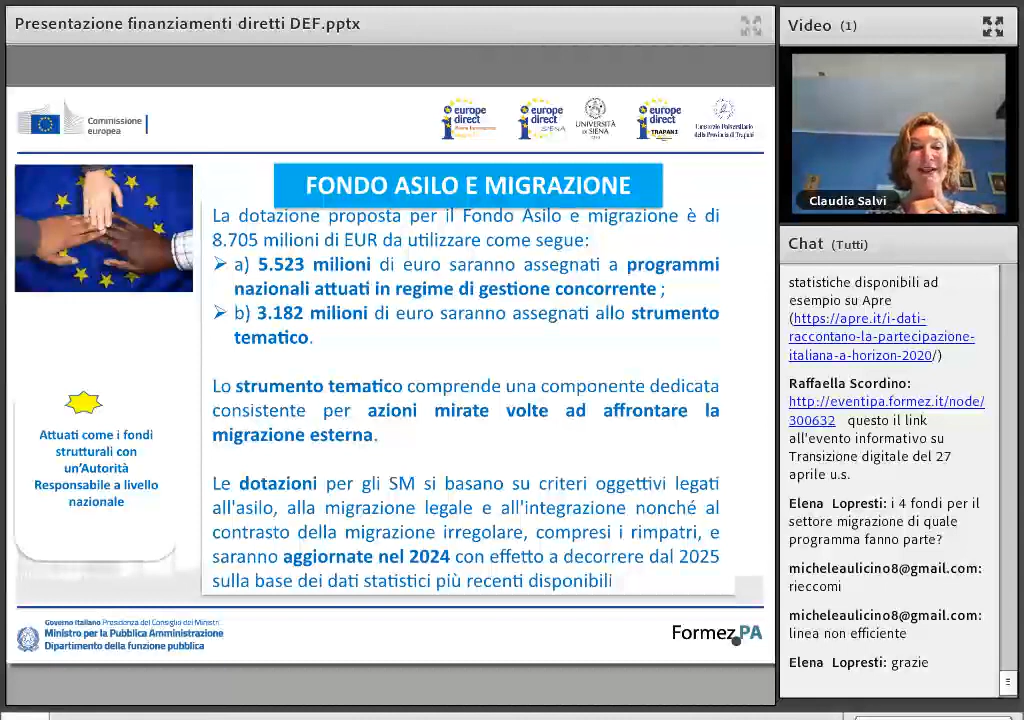 Presentazione finanziamenti diretti DEF.pptx
Commissione
europea
europe
direct
europe
direct
SIENA
UNIVERSITÀ
DI SIENA
europe
direct
TRAPANI
Consorzio Universitario
della Provincia di Trapani
FONDO ASILO E MIGRAZIONE
La dotazione proposta per il Fondo Asilo e migrazione è di
8.705 milioni di EUR da utilizzare come segue:
➢ a) 5.523 milioni di euro saranno assegnati a programmi
nazionali attuati in regime di gestione concorrente ;
➢ b) 3.182 milioni di euro saranno assegnati allo strumento
tematico.
Lo strumento tematico comprende una componente dedicata
consistente per azioni mirate volte ad affrontare la
migrazione esterna.
Le dotazioni per gli SM si basano su criteri oggettivi legati
all'asilo, alla migrazione legale e all'integrazione nonché al
contrasto della migrazione irregolare, compresi i rimpatri, e
saranno aggiornate nel 2024 con effetto a decorrere dal 2025
sulla base dei dati statistici più recenti disponibili
Attuati come i fondi
strutturali con
un'Autorità
Responsabile a livello
nazionale
Governo Italiano Presidenza del Consiglio dei Ministri
Ministro per la Pubblica Amministrazione
Dipartimento della funzione pubblica
Formez PA
Video (1)
Claudia Salvi
Chat (Tutti)
statistiche disponibili ad
esempio su Apre
(https://apre.it/i-dati-
raccontano-la-partecipazione-
italiana-a-horizon-2020/)
Raffaella Scordino:
http://eventipa.formez.it/node/
300632 questo il link
all'evento informativo su
Transizione digitale del 27
aprile u.s.
Elena Lopresti: i 4 fondi per il
settore migrazione di quale
programma fanno parte?
micheleaulicino8@gmail.com:
rieeccomi
micheleaulicino8@gmail.com:
linea non efficiente
Elena Lopresti: grazie